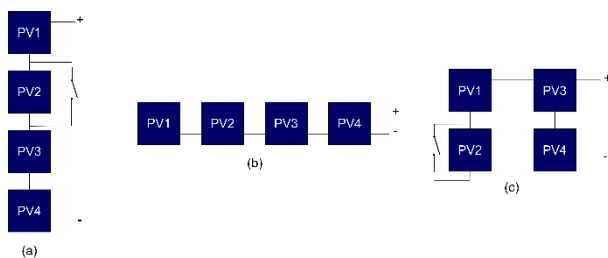 PV1
+
PV2
PV3
PV4
-
(a)
PV1 PV2 PV3 PV4
+
-
(b)
PV1 PV3
+
PV2 PV4
-
(c)